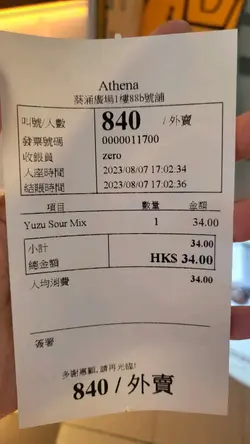 Athena
葵涌廣場1樓88b號舖
叫號/人數 840 /外賣
發票號碼 0000011700
收銀員 zero
入座時間 2023/08/07 17:02:34
結賬時間 2023/08/07 17:02:36
項目 數量 金額
Yuzu Sour Mix 1 34.00
小計 34.00
總金額 HK$ 34.00
人均消費 34.00
簽署
多謝惠顧,請再光臨!
840 / 外賣